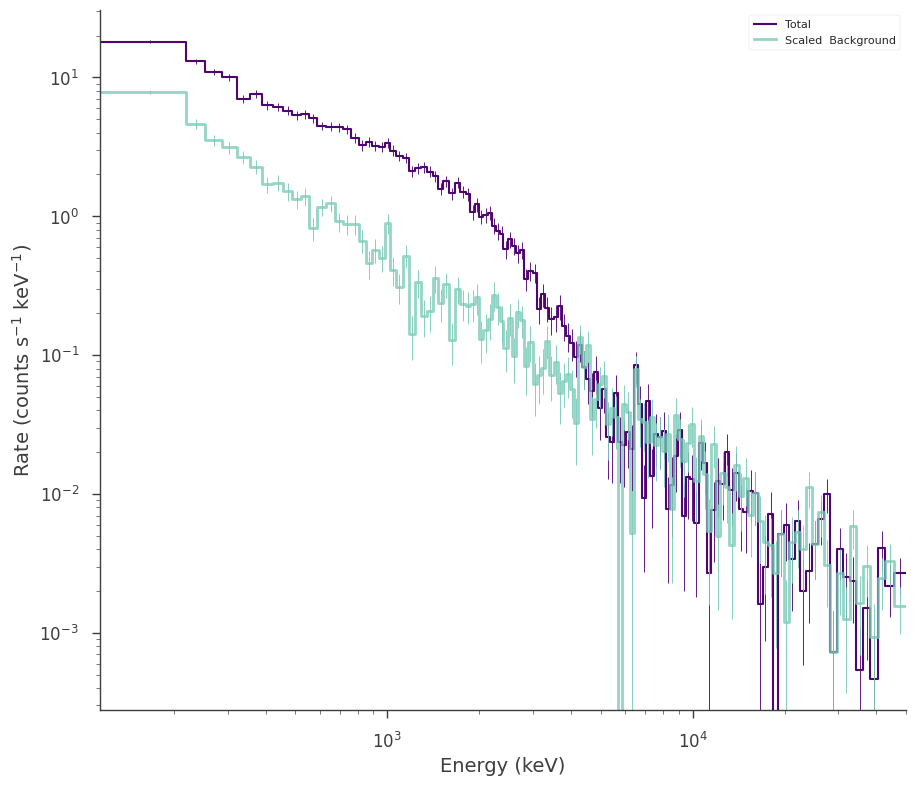 Total
Scaled  Background
10¹
10⁰
10⁻¹
10⁻²
10⁻³
Rate (counts s⁻¹ keV⁻¹)
10³
10⁴
Energy (keV)